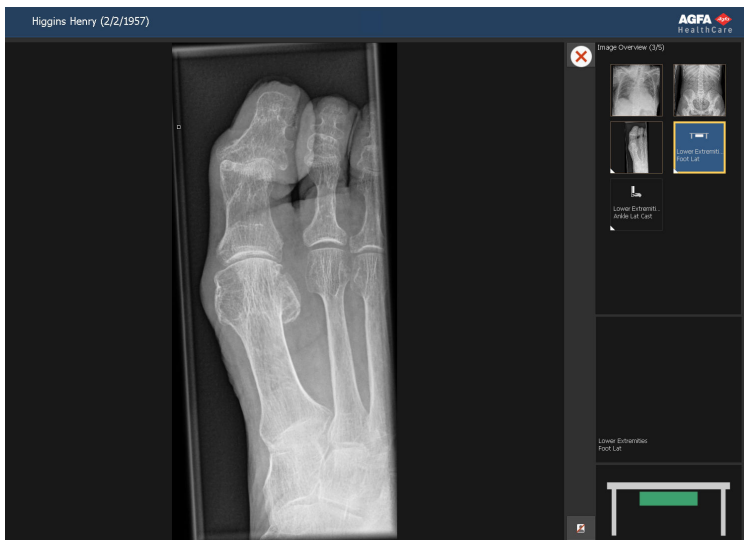 Higgins Henry (2/2/1957)
AGFA
HealthCare
Image Overview (3/5)
Lower Extremiti...
Foot Lat
Lower Extremiti...
Ankle Lat Cast
Lower Extremities
Foot Lat